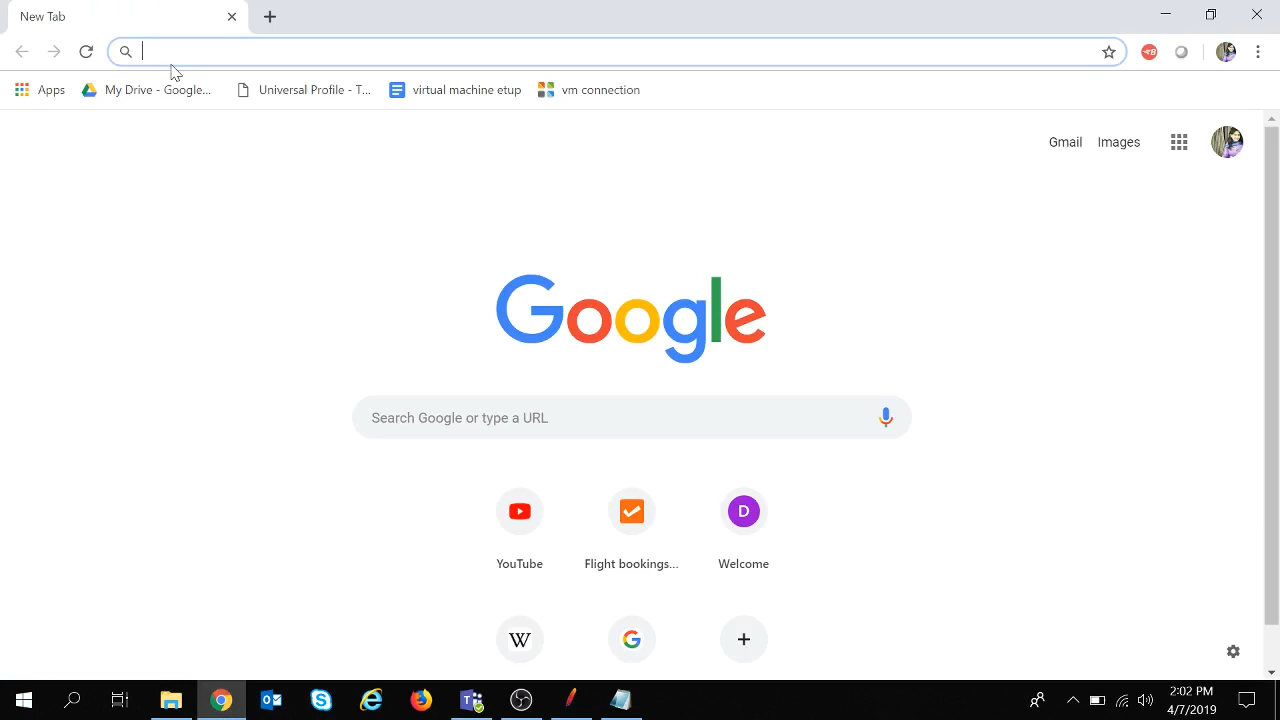 New Tab
Apps My Drive - Google... Universal Profile - T... virtual machine etup vm connection
Gmail Images
Google
Search Google or type a URL
D
YouTube Flight bookings... Welcome
W G
2:02 PM
4/7/2019